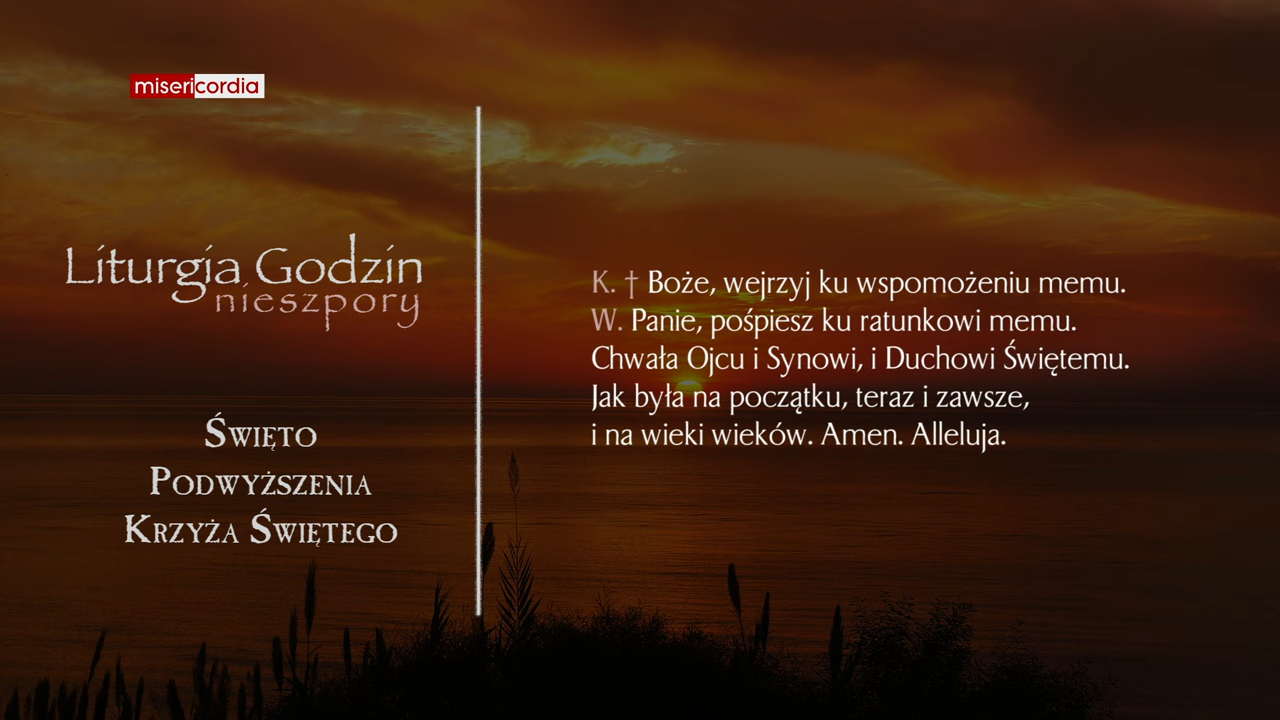 misericordia
Liturgia Godzin
nieszpory
Święto
Podwyższenia
Krzyża Świętego
K. † Boże, wejrzyj ku wspomożeniu memu.
W. Panie, pośpiesz ku ratunkowi memu.
Chwała Ojcu i Synowi, i Duchowi Świętemu.
Jak była na początku, teraz i zawsze,
i na wieki wieków. Amen. Alleluja.